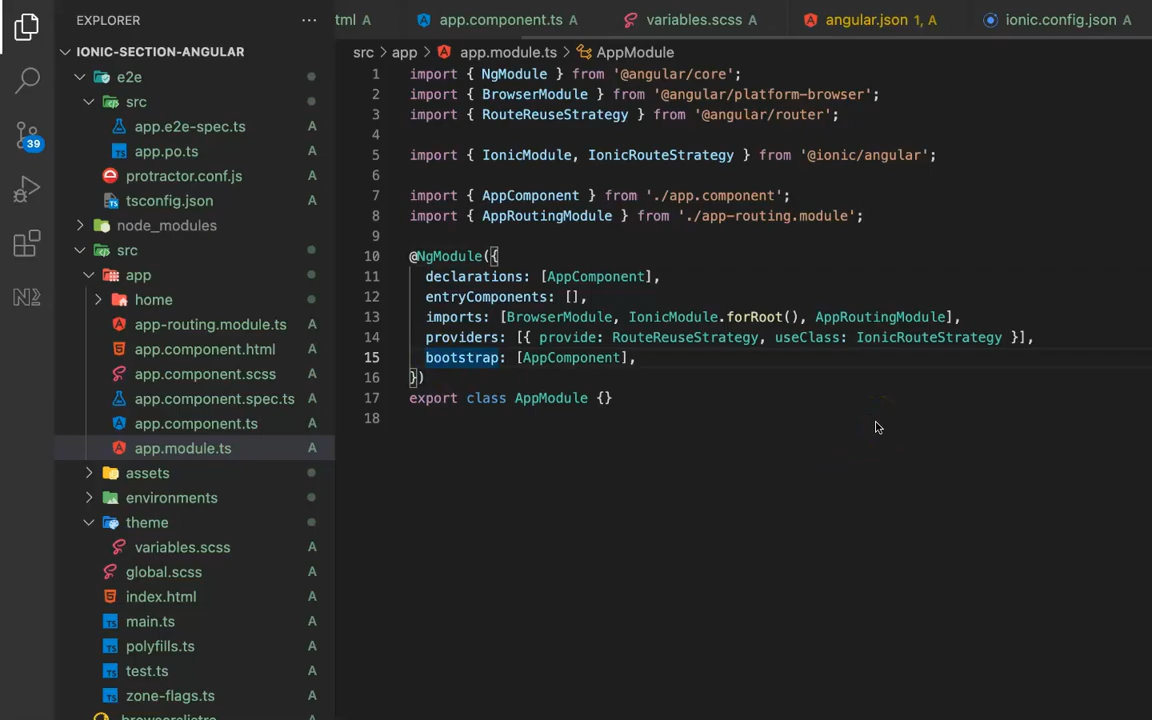 EXPLORER
IONIC-SECTION-ANGULAR
e2e
src
app.e2e-spec.ts A
app.po.ts A
protractor.conf.js A
tsconfig.json A
node_modules
src
app
home
app-routing.module.ts A
app.component.html A
app.component.scss A
app.component.spec.ts A
app.component.ts A
app.module.ts A
assets
environments
theme
variables.scss A
global.scss A
index.html A
main.ts A
polyfills.ts A
test.ts A
zone-flags.ts A
39
tml A app.component.ts A variables.scss A angular.json 1, A ionic.config.json A
src > app > app.module.ts > AppModule
1 import { NgModule } from '@angular/core';
2 import { BrowserModule } from '@angular/platform-browser';
3 import { RouteReuseStrategy } from '@angular/router';
4
5 import { IonicModule, IonicRouteStrategy } from '@ionic/angular';
6
7 import { AppComponent } from './app.component';
8 import { AppRoutingModule } from './app-routing.module';
9
10 @NgModule({
11 declarations: [AppComponent],
12 entryComponents: [],
13 imports: [BrowserModule, IonicModule.forRoot(), AppRoutingModule],
14 providers: [{ provide: RouteReuseStrategy, useClass: IonicRouteStrategy }],
15 bootstrap: [AppComponent],
16 })
17 export class AppModule {}
18